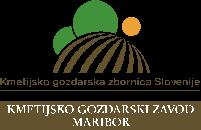 Kmetijsko gozdarska zbornica Slovenije
KMETIJSKO GOZDARSKI ZAVOD
MARIBOR